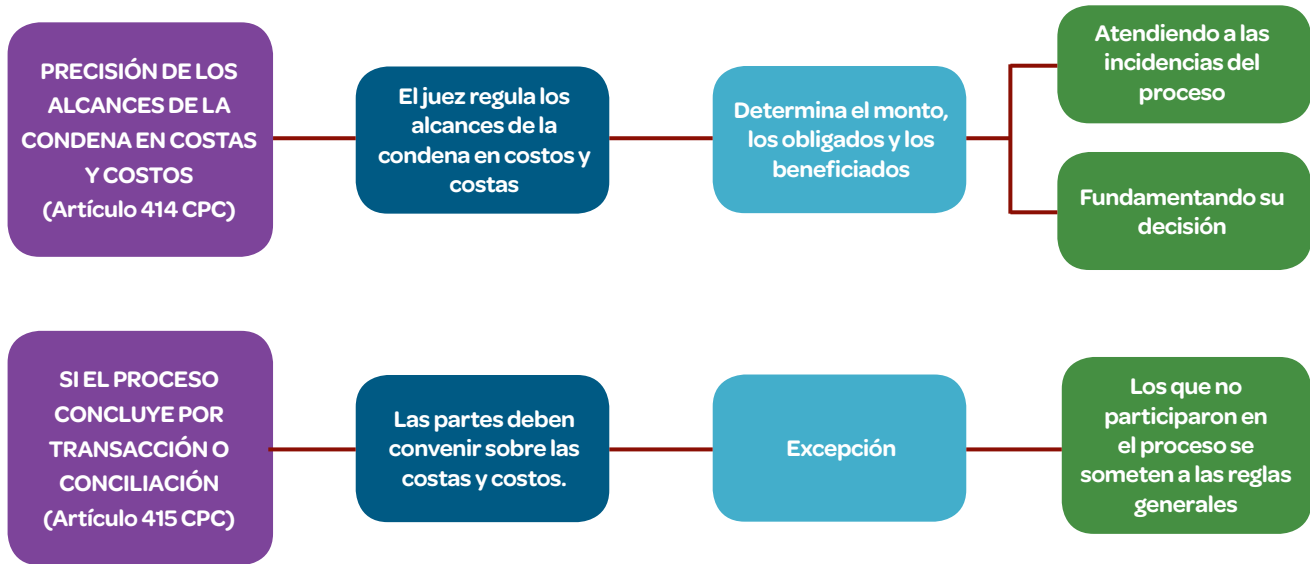 PRECISIÓN DE LOS
ALCANCES DE LA
CONDENA EN COSTAS
Y COSTOS
(Artículo 414 CPC)
El juez regula los
alcances de la
condena en costos y
costas
Determina el monto,
los obligados y los
beneficiados
Atendiendo a las
incidencias del
proceso
Fundamentando su
decisión
SI EL PROCESO
CONCLUYE POR
TRANSACCIÓN O
CONCILIACIÓN
(Artículo 415 CPC)
Las partes deben
convenir sobre las
costas y costos.
Excepción
Los que no
participaron en
el proceso se
someten a las reglas
generales